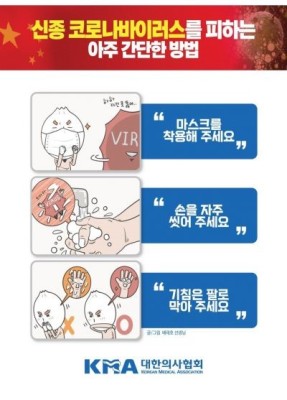 신종 코로나바이러스를 피하는
아주 간단한 방법
VIR
“ 마스크를
착용해 주세요 ”
“ 손을 자주
씻어 주세요 ”
“ 기침은 팔로
막아 주세요 ”
X O
KMA 대한의사협회
KOREAN MEDICAL ASSOCIATION